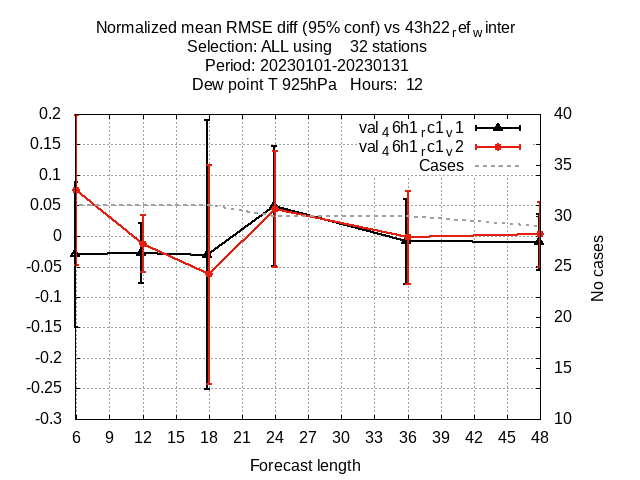 Normalized mean RMSE diff (95% conf) vs 43h22refwinter
Selection: ALL using 32 stations
Period: 20230101-20230131
Dew point T 925hPa Hours: 12
val46h1rc1v1
val46h1rc1v2
Cases
0.2
0.15
0.1
0.05
0
-0.05
-0.1
-0.15
-0.2
-0.25
-0.3
40
35
30
25
20
15
10
No cases
6 9 12 15 18 21 24 27 30 33 36 39 42 45 48
Forecast length